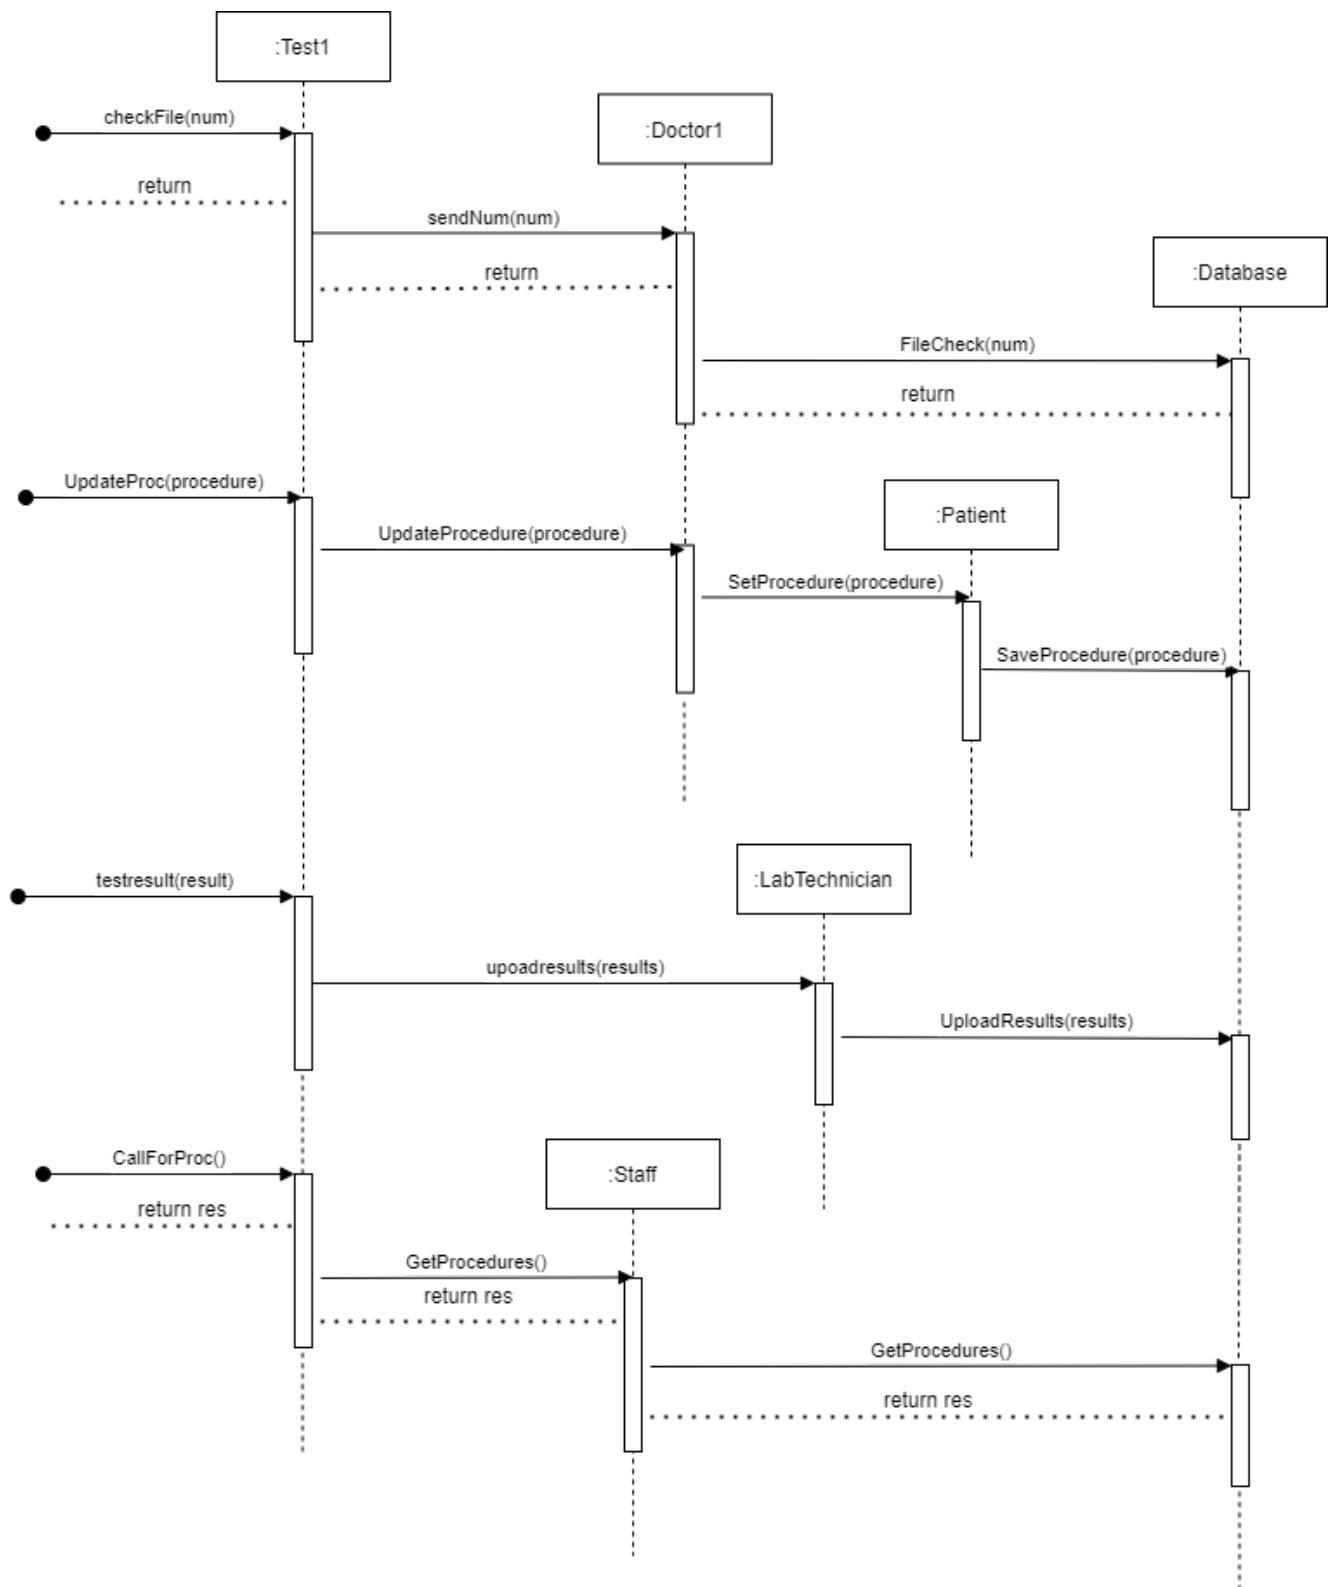 :Test1
checkFile(num)
:Doctor1
return
sendNum(num)
return
:Database
FileCheck(num)
return
UpdateProc(procedure)
:Patient
UpdateProcedure(procedure)
SetProcedure(procedure)
SaveProcedure(procedure)
testresult(result)
:LabTechnician
upoadresults(results)
UploadResults(results)
CallForProc()
:Staff
return res
GetProcedures()
return res
GetProcedures()
return res